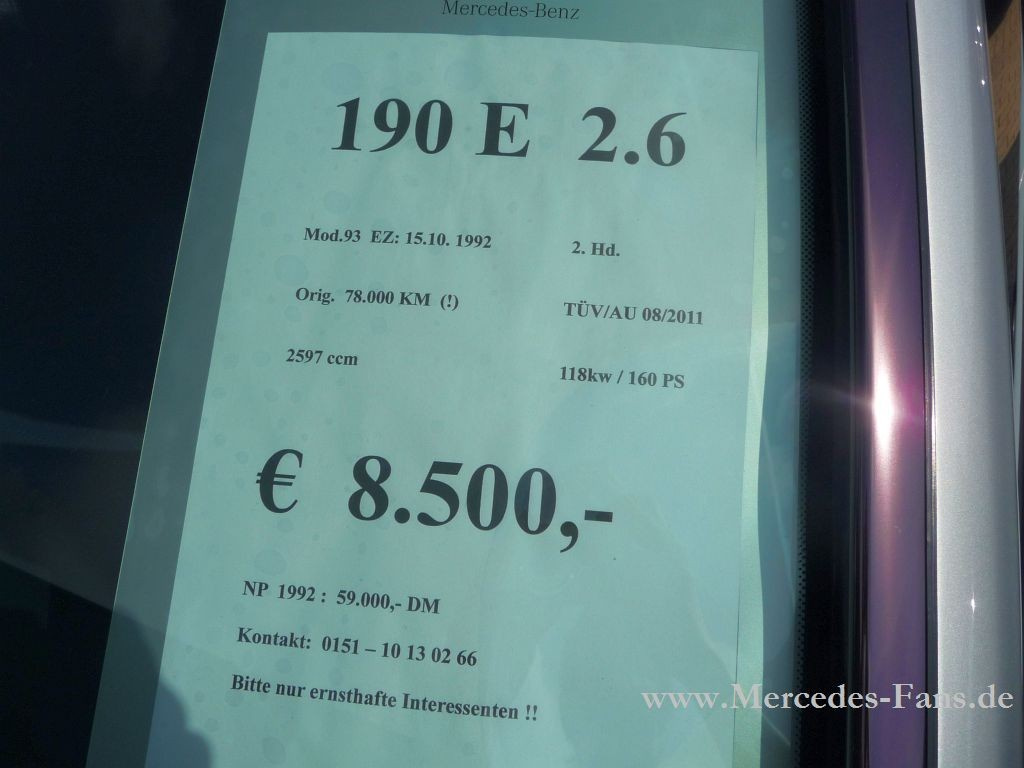 Mercedes-Benz
190 E 2.6
Mod.93 EZ: 15.10. 1992 2. Hd.
Orig. 78.000 KM (!) TÜV/AU 08/2011
2597 ccm 118kw / 160 PS
€ 8.500,-
NP 1992 : 59.000,- DM
Kontakt: 0151 – 10 13 02 66
Bitte nur ernsthafte Interessenten !!
www.Mercedes-Fans.de